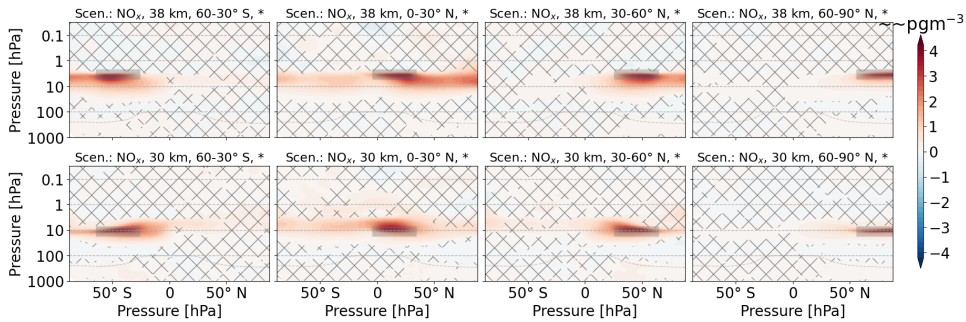 Scen.: NOₓ, 38 km, 60-30° S, *
Scen.: NOₓ, 38 km, 0-30° N, *
Scen.: NOₓ, 38 km, 30-60° N, *
Scen.: NOₓ, 38 km, 60-90° N, *
~~pgm⁻³
Pressure [hPa]
0.1
1
10
100
1000
4
3
2
1
0
−1
−2
−3
−4
Scen.: NOₓ, 30 km, 60-30° S, *
Scen.: NOₓ, 30 km, 0-30° N, *
Scen.: NOₓ, 30 km, 30-60° N, *
Scen.: NOₓ, 30 km, 60-90° N, *
Pressure [hPa]
0.1
1
10
100
1000
50° S 0 50° N
50° S 0 50° N
50° S 0 50° N
50° S 0 50° N
Pressure [hPa]
Pressure [hPa]
Pressure [hPa]
Pressure [hPa]